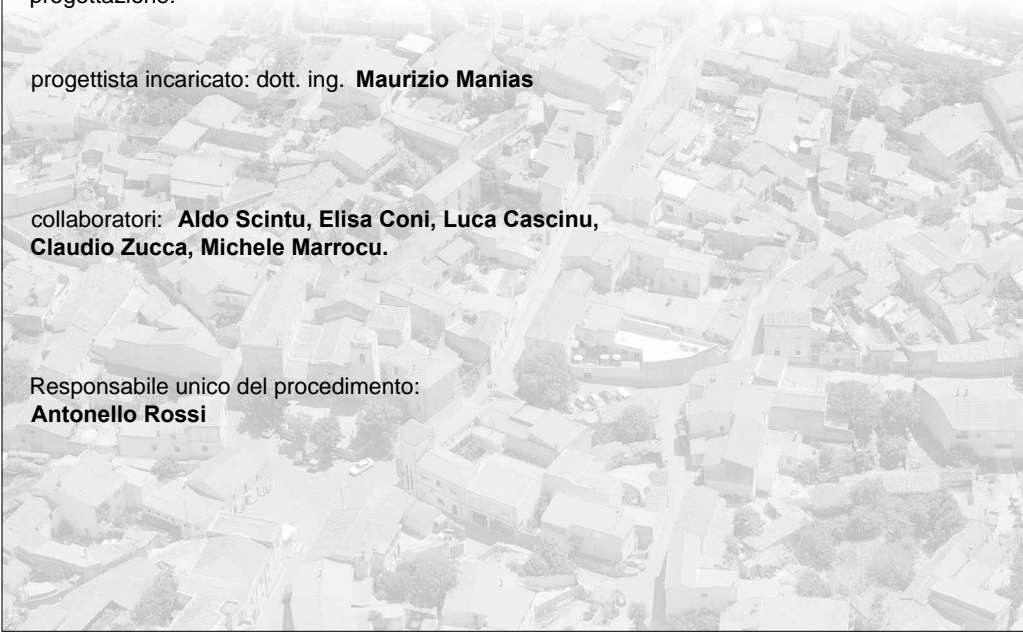 progettazione:
progettista incaricato: dott. ing. Maurizio Manias
collaboratori: Aldo Scintu, Elisa Coni, Luca Cascinu,
Claudio Zucca, Michele Marrocu.
Responsabile unico del procedimento:
Antonello Rossi